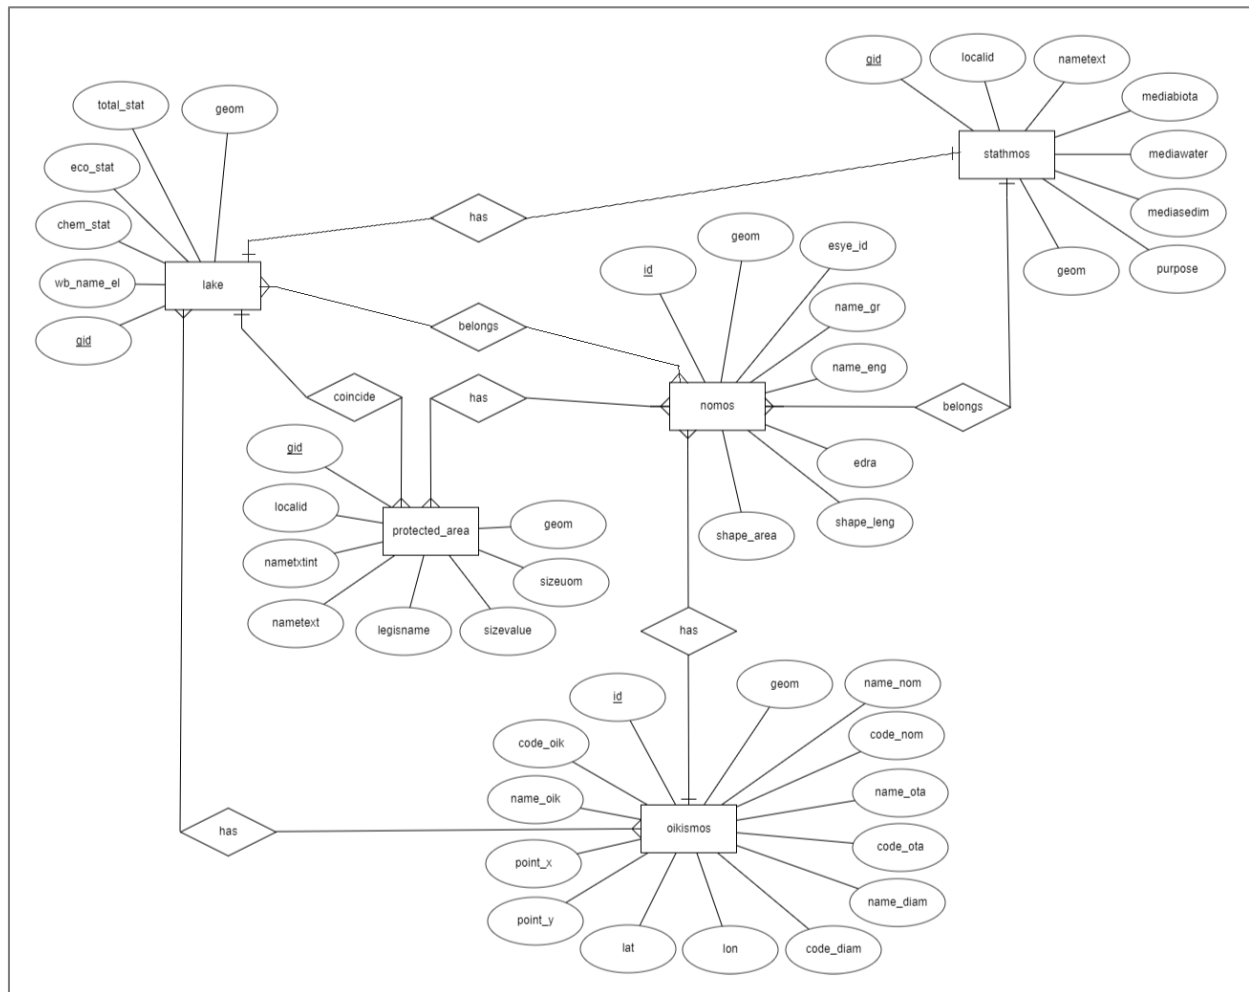 gid
localid
nametext
total_stat
geom
mediabiota
eco_stat
stathmos
mediawater
chem_stat
has
mediasedim
geom
esye_id
id
geom
purpose
lake
wb_name_el
name_gr
gid
belongs
name_eng
coincide
has
nomos
belongs
gid
edra
localid
geom
shape_leng
protected_area
shape_area
nametxtint
sizeuom
nametext
legisname
sizevalue
has
id
geom
name_nom
code_oik
code_nom
name_oik
name_ota
has
oikismos
code_ota
point_x
name_diam
point_y
lat
lon
code_diam